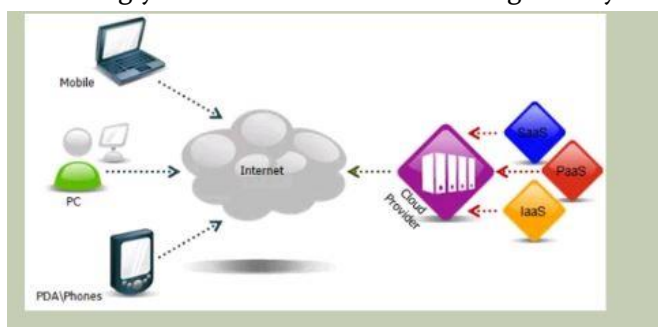 Mobile
PC
PDA\Phones
Internet
Cloud
Provider
SaaS
PaaS
IaaS